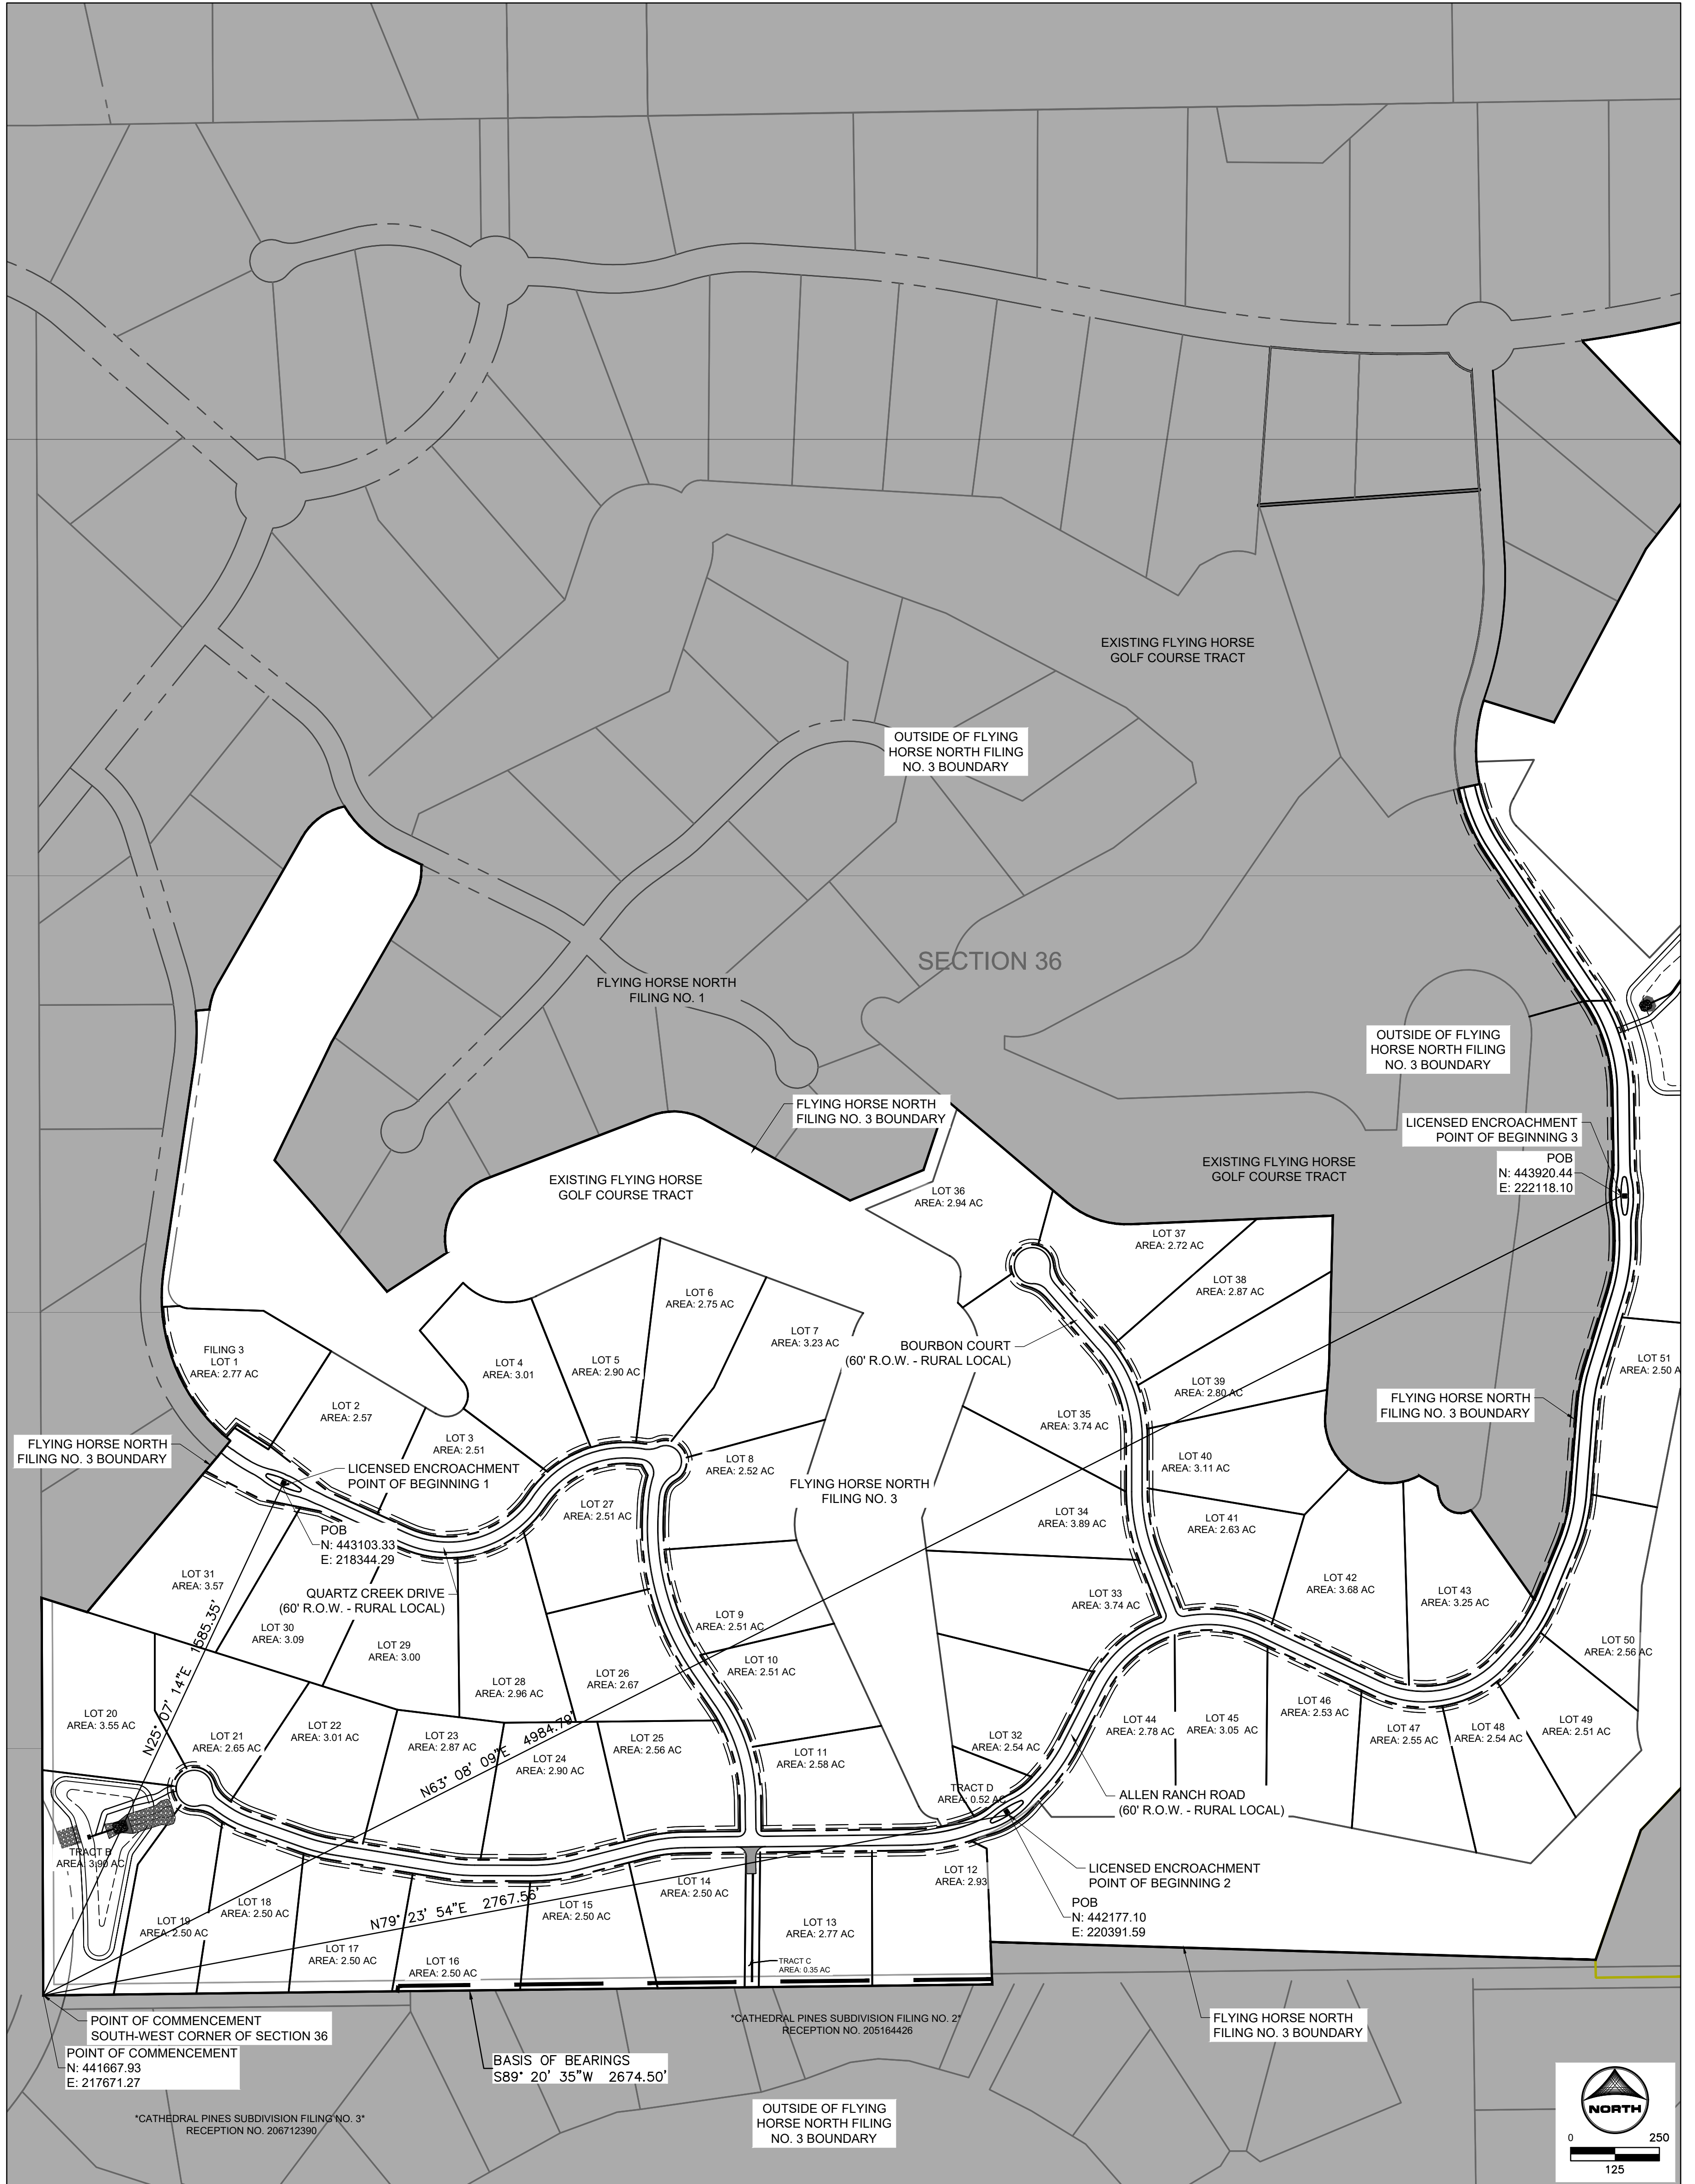 EXISTING FLYING HORSE
GOLF COURSE TRACT
OUTSIDE OF FLYING
HORSE NORTH FILING
NO. 3 BOUNDARY
SECTION 36
FLYING HORSE NORTH
FILING NO. 1
OUTSIDE OF FLYING
HORSE NORTH FILING
NO. 3 BOUNDARY
FLYING HORSE NORTH
FILING NO. 3 BOUNDARY
LICENSED ENCROACHMENT
POINT OF BEGINNING 3
POB
N: 443920.44
E: 222118.10
EXISTING FLYING HORSE
GOLF COURSE TRACT
EXISTING FLYING HORSE
GOLF COURSE TRACT
LOT 36
AREA: 2.94 AC
LOT 37
AREA: 2.72 AC
LOT 38
AREA: 2.87 AC
LOT 6
AREA: 2.75 AC
LOT 7
AREA: 3.23 AC
FILING 3
LOT 1
AREA: 2.77 AC
LOT 4
AREA: 3.01
LOT 5
AREA: 2.90 AC
BOURBON COURT
(60' R.O.W. - RURAL LOCAL)
LOT 51
AREA: 2.50 A
LOT 39
AREA: 2.80 AC
LOT 2
AREA: 2.57
LOT 35
AREA: 3.74 AC
FLYING HORSE NORTH
FILING NO. 3 BOUNDARY
LOT 3
AREA: 2.51
FLYING HORSE NORTH
FILING NO. 3 BOUNDARY
LICENSED ENCROACHMENT
POINT OF BEGINNING 1
LOT 8
AREA: 2.52 AC
LOT 40
AREA: 3.11 AC
FLYING HORSE NORTH
FILING NO. 3
LOT 27
AREA: 2.51 AC
LOT 34
AREA: 3.89 AC
LOT 41
AREA: 2.63 AC
POB
N: 443103.33
E: 218344.29
LOT 31
AREA: 3.57
QUARTZ CREEK DRIVE
(60' R.O.W. - RURAL LOCAL)
LOT 33
AREA: 3.74 AC
LOT 42
AREA: 3.68 AC
LOT 43
AREA: 3.25 AC
LOT 9
AREA: 2.51 AC
LOT 30
AREA: 3.09
LOT 29
AREA: 3.00
LOT 50
AREA: 2.56 AC
LOT 10
AREA: 2.51 AC
LOT 28
AREA: 2.96 AC
LOT 26
AREA: 2.67
N25° 07' 14"E 1585.35'
LOT 20
AREA: 3.55 AC
LOT 21
AREA: 2.65 AC
LOT 22
AREA: 3.01 AC
LOT 23
AREA: 2.87 AC
LOT 24
AREA: 2.90 AC
LOT 25
AREA: 2.56 AC
N63° 08' 09"E 4984.79'
LOT 11
AREA: 2.58 AC
LOT 32
AREA: 2.54 AC
LOT 44
AREA: 2.78 AC
LOT 45
AREA: 3.05 AC
LOT 46
AREA: 2.53 AC
LOT 47
AREA: 2.55 AC
LOT 48
AREA: 2.54 AC
LOT 49
AREA: 2.51 AC
TRACT D
AREA: 0.52 AC
ALLEN RANCH ROAD
(60' R.O.W. - RURAL LOCAL)
TRACT B
AREA: 3.90 AC
LOT 19
AREA: 2.50 AC
LOT 18
AREA: 2.50 AC
LOT 17
AREA: 2.50 AC
LOT 16
AREA: 2.50 AC
N79° 23' 54"E 2767.56'
LOT 15
AREA: 2.50 AC
LOT 14
AREA: 2.50 AC
LOT 13
AREA: 2.77 AC
LOT 12
AREA: 2.93
TRACT C
AREA: 0.35 AC
LICENSED ENCROACHMENT
POINT OF BEGINNING 2
POB
N: 442177.10
E: 220391.59
POINT OF COMMENCEMENT
SOUTH-WEST CORNER OF SECTION 36
POINT OF COMMENCEMENT
N: 441667.93
E: 217671.27
BASIS OF BEARINGS
S89° 20' 35"W 2674.50'
*CATHEDRAL PINES SUBDIVISION FILING NO. 2*
RECEPTION NO. 205164426
FLYING HORSE NORTH
FILING NO. 3 BOUNDARY
*CATHEDRAL PINES SUBDIVISION FILING NO. 3*
RECEPTION NO. 206712390
OUTSIDE OF FLYING
HORSE NORTH FILING
NO. 3 BOUNDARY
NORTH
0 250
125